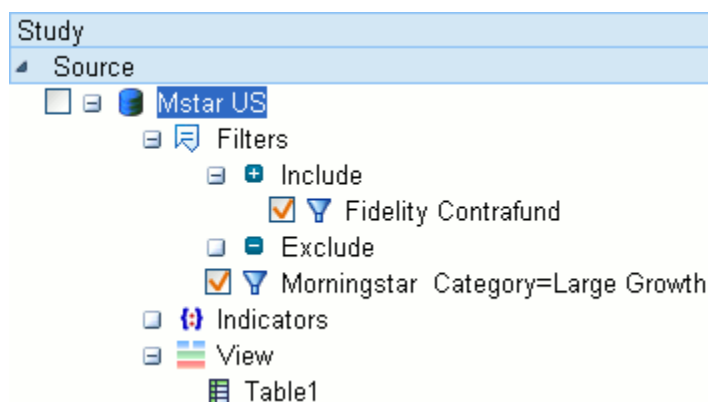 Study
Source
Mstar US
Filters
Include
Fidelity Contrafund
Exclude
Morningstar Category=Large Growth
Indicators
View
Table1